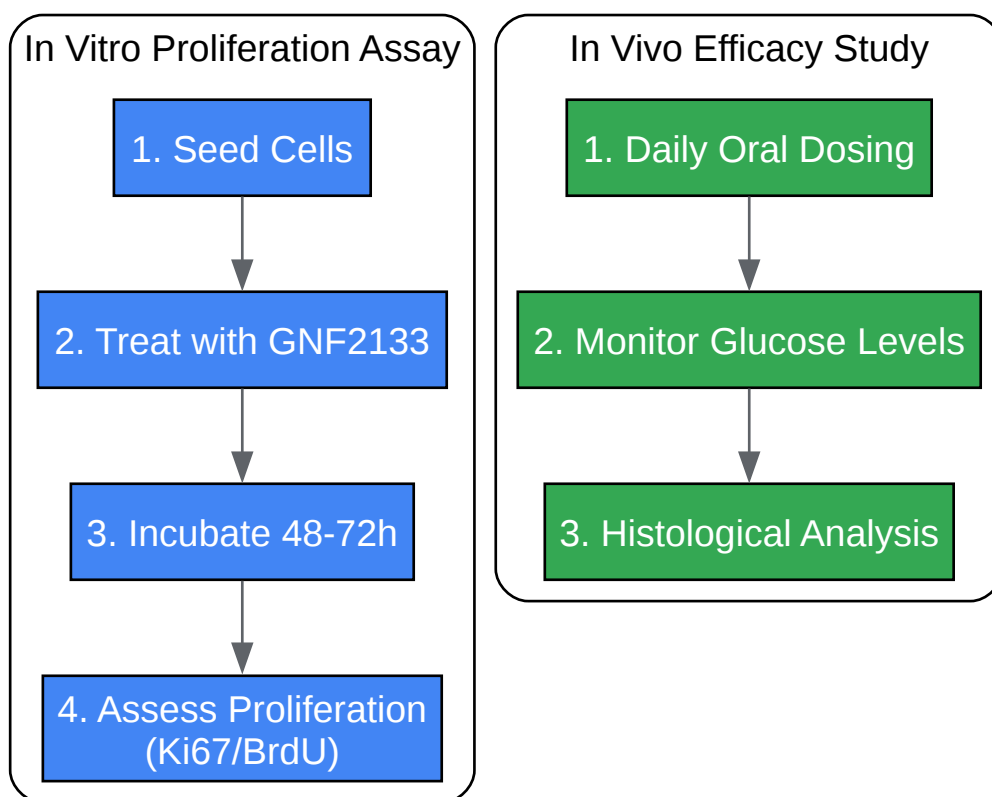 In Vitro Proliferation Assay
1. Seed Cells
2. Treat with GNF2133
3. Incubate 48-72h
4. Assess Proliferation
(Ki67/BrdU)
In Vivo Efficacy Study
1. Daily Oral Dosing
2. Monitor Glucose Levels
3. Histological Analysis